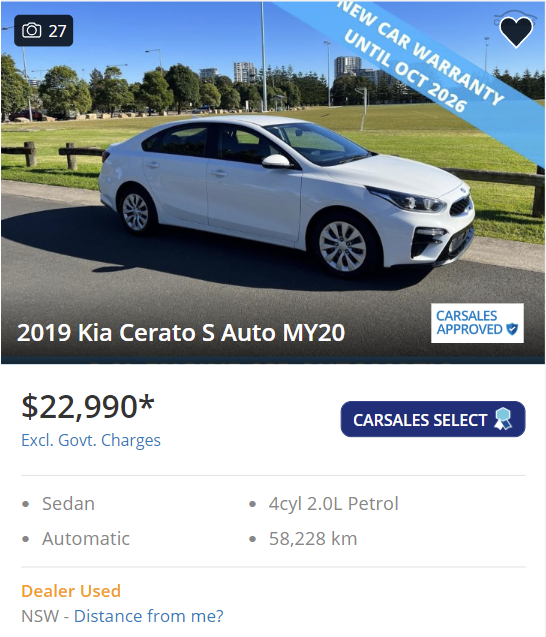 27
NEW CAR WARRANTY
UNTIL OCT 2026
2019 Kia Cerato S Auto MY20
CARSALES
APPROVED
$22,990*
Excl. Govt. Charges
CARSALES SELECT
Sedan
4cyl 2.0L Petrol
Automatic
58,228 km
Dealer Used
NSW - Distance from me?